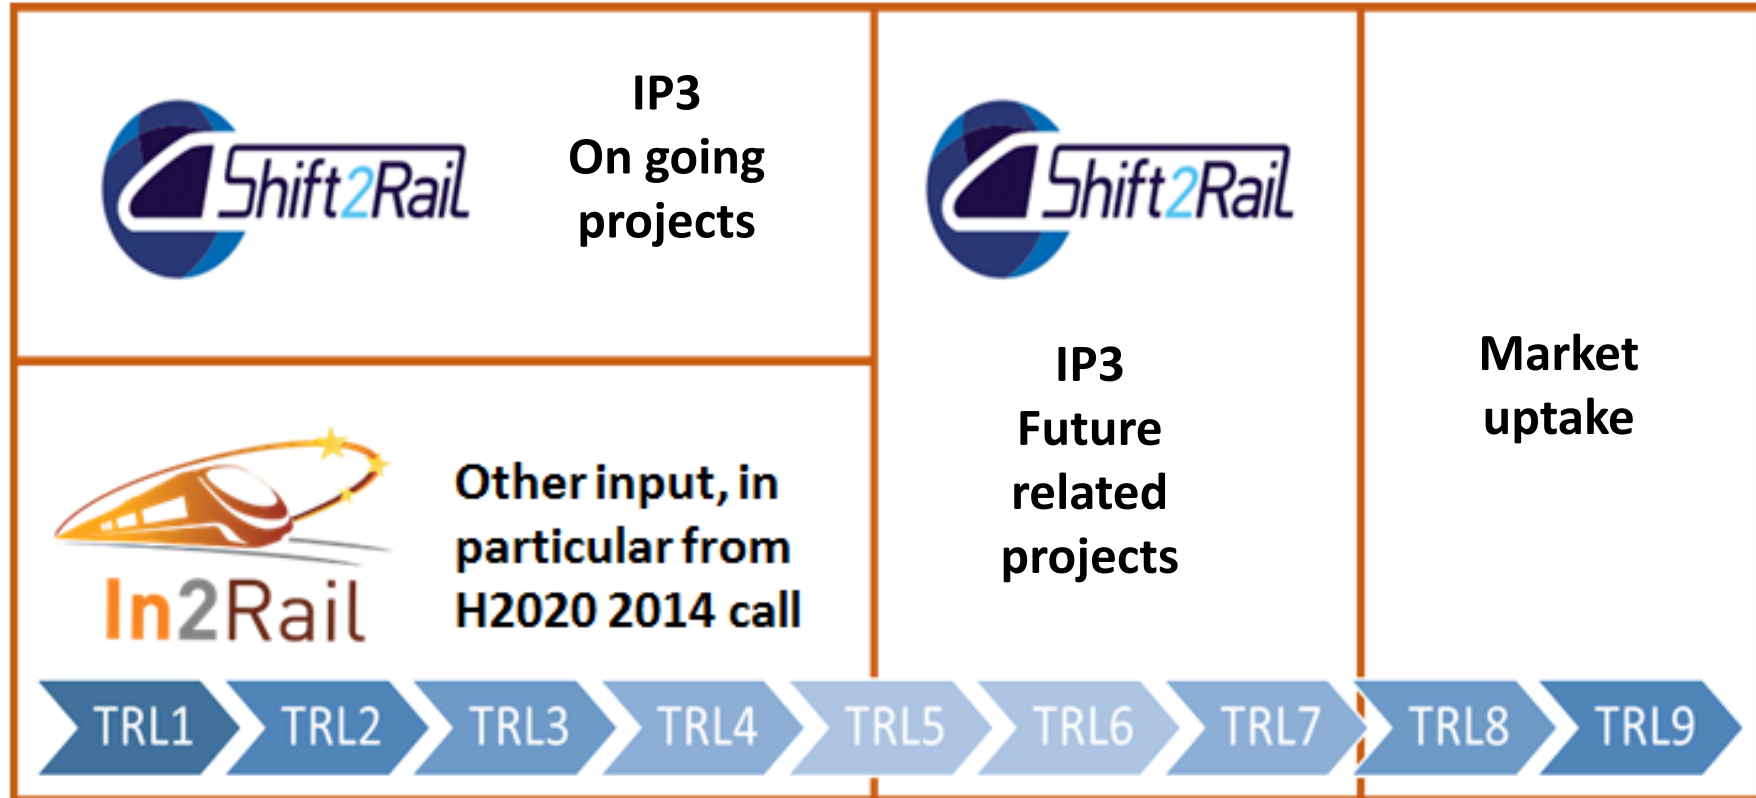 Shift2Rail
IP3
On going
projects
In2Rail
Other input, in
particular from
H2020 2014 call
Shift2Rail
IP3
Future
related
projects
Market
uptake
TRL1 TRL2 TRL3 TRL4 TRL5 TRL6 TRL7 TRL8 TRL9